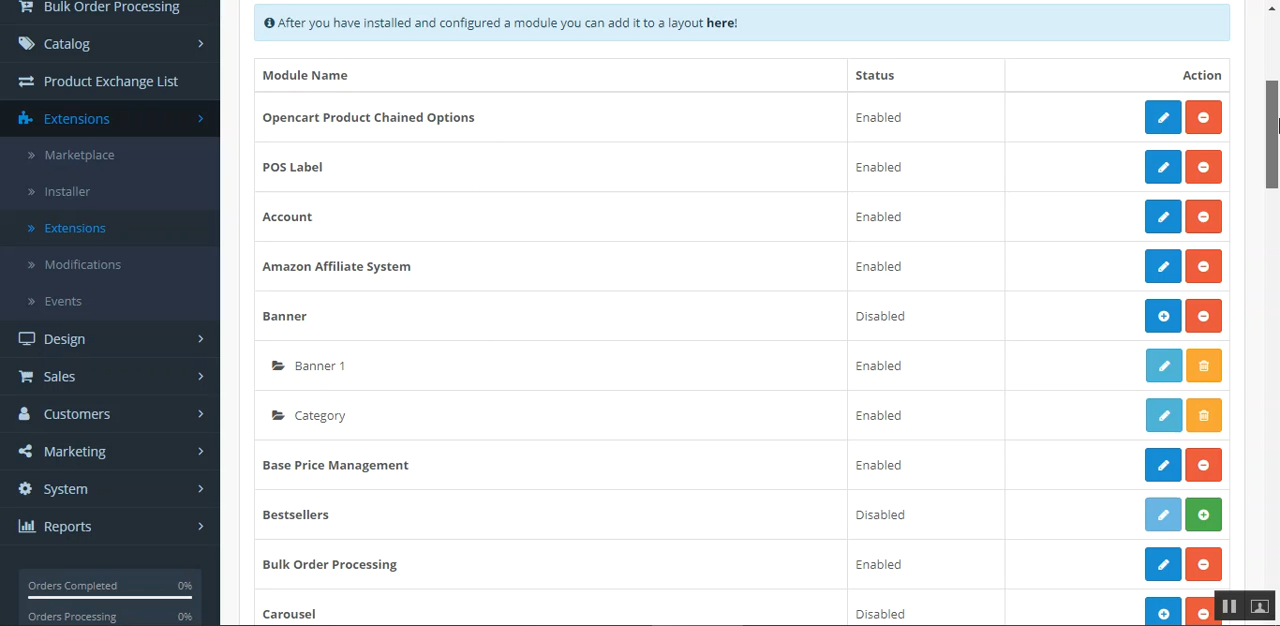 Bulk Order Processing
Catalog
Product Exchange List
Extensions
Marketplace
Installer
Extensions
Modifications
Events
Design
Sales
Customers
Marketing
System
Reports
Orders Completed 0%
Orders Processing 0%
After you have installed and configured a module you can add it to a layout here!
Module Name Status Action
Opencart Product Chained Options Enabled
POS Label Enabled
Account Enabled
Amazon Affiliate System Enabled
Banner Disabled
Banner 1 Enabled
Category Enabled
Base Price Management Enabled
Bestsellers Disabled
Bulk Order Processing Enabled
Carousel Disabled